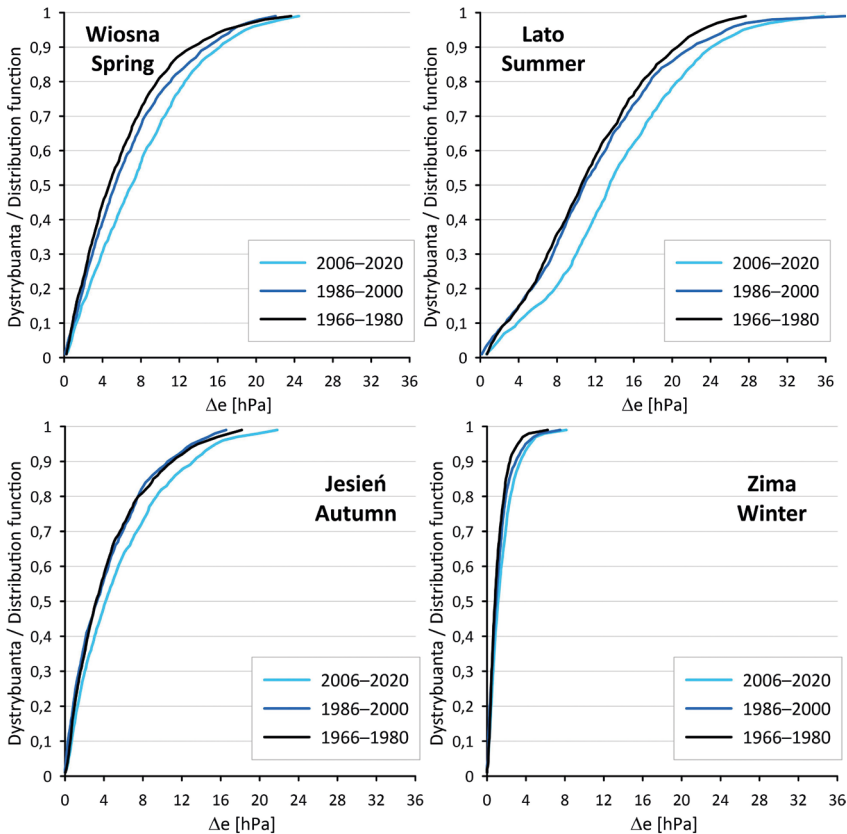 Dystrybuanta / Distribution function
1
0,9
0,8
0,7
0,6
0,5
0,4
0,3
0,2
0,1
0
Wiosna
Spring
2006–2020
1986–2000
1966–1980
0 4 8 12 16 20 24 28 32 36
Δe [hPa]
Dystrybuanta / Distribution function
1
0,9
0,8
0,7
0,6
0,5
0,4
0,3
0,2
0,1
0
Lato
Summer
2006–2020
1986–2000
1966–1980
0 4 8 12 16 20 24 28 32 36
Δe [hPa]
Dystrybuanta / Distribution function
1
0,9
0,8
0,7
0,6
0,5
0,4
0,3
0,2
0,1
0
Jesień
Autumn
2006–2020
1986–2000
1966–1980
0 4 8 12 16 20 24 28 32 36
Δe [hPa]
Dystrybuanta / Distribution function
1
0,9
0,8
0,7
0,6
0,5
0,4
0,3
0,2
0,1
0
Zima
Winter
2006–2020
1986–2000
1966–1980
0 4 8 12 16 20 24 28 32 36
Δe [hPa]